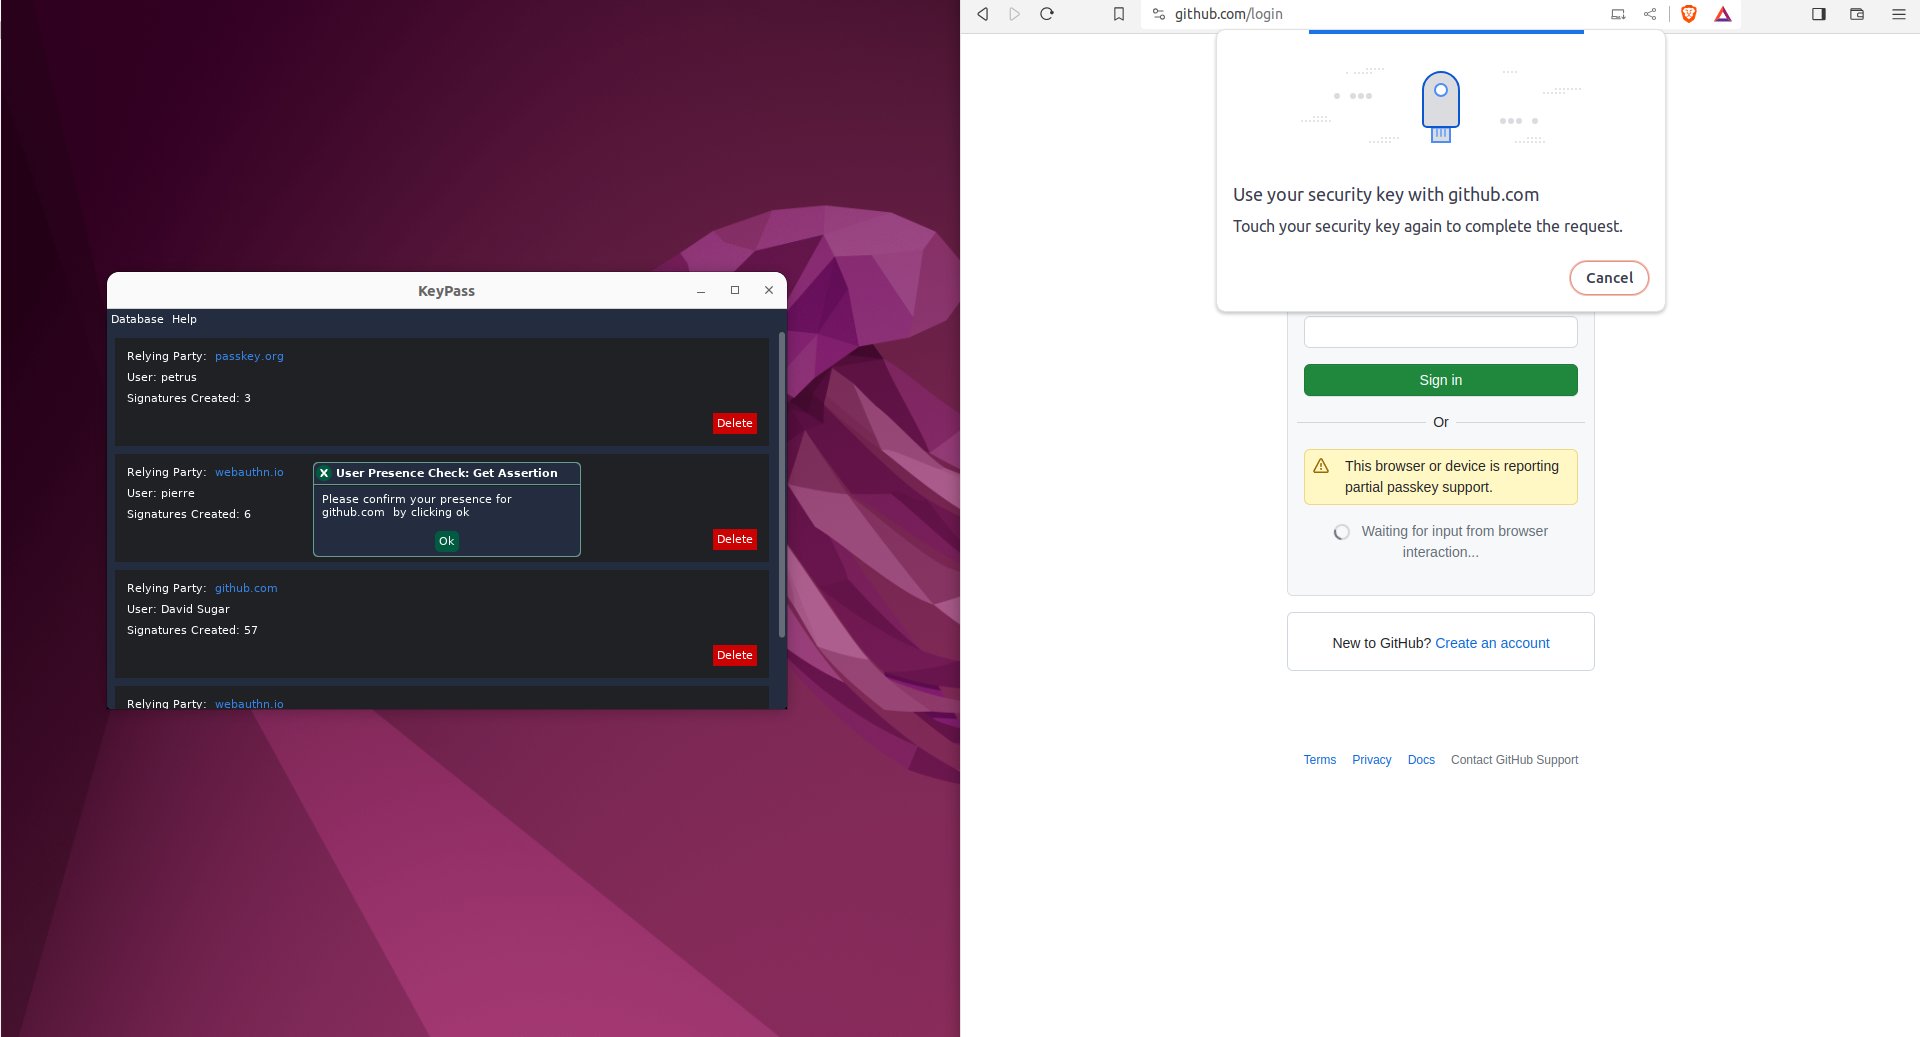 KeyPass
Database Help
Relying Party: passkey.org
User: petrus
Signatures Created: 3
Delete
Relying Party: webauthn.io
User: pierre
Signatures Created: 6
Delete
X User Presence Check: Get Assertion
Please confirm your presence for
github.com by clicking ok
Ok
Relying Party: github.com
User: David Sugar
Signatures Created: 57
Delete
Relying Party: webauthn.io
github.com/login
Use your security key with github.com
Touch your security key again to complete the request.
Cancel
Sign in
Or
This browser or device is reporting
partial passkey support.
Waiting for input from browser
interaction...
New to GitHub? Create an account
Terms Privacy Docs Contact GitHub Support